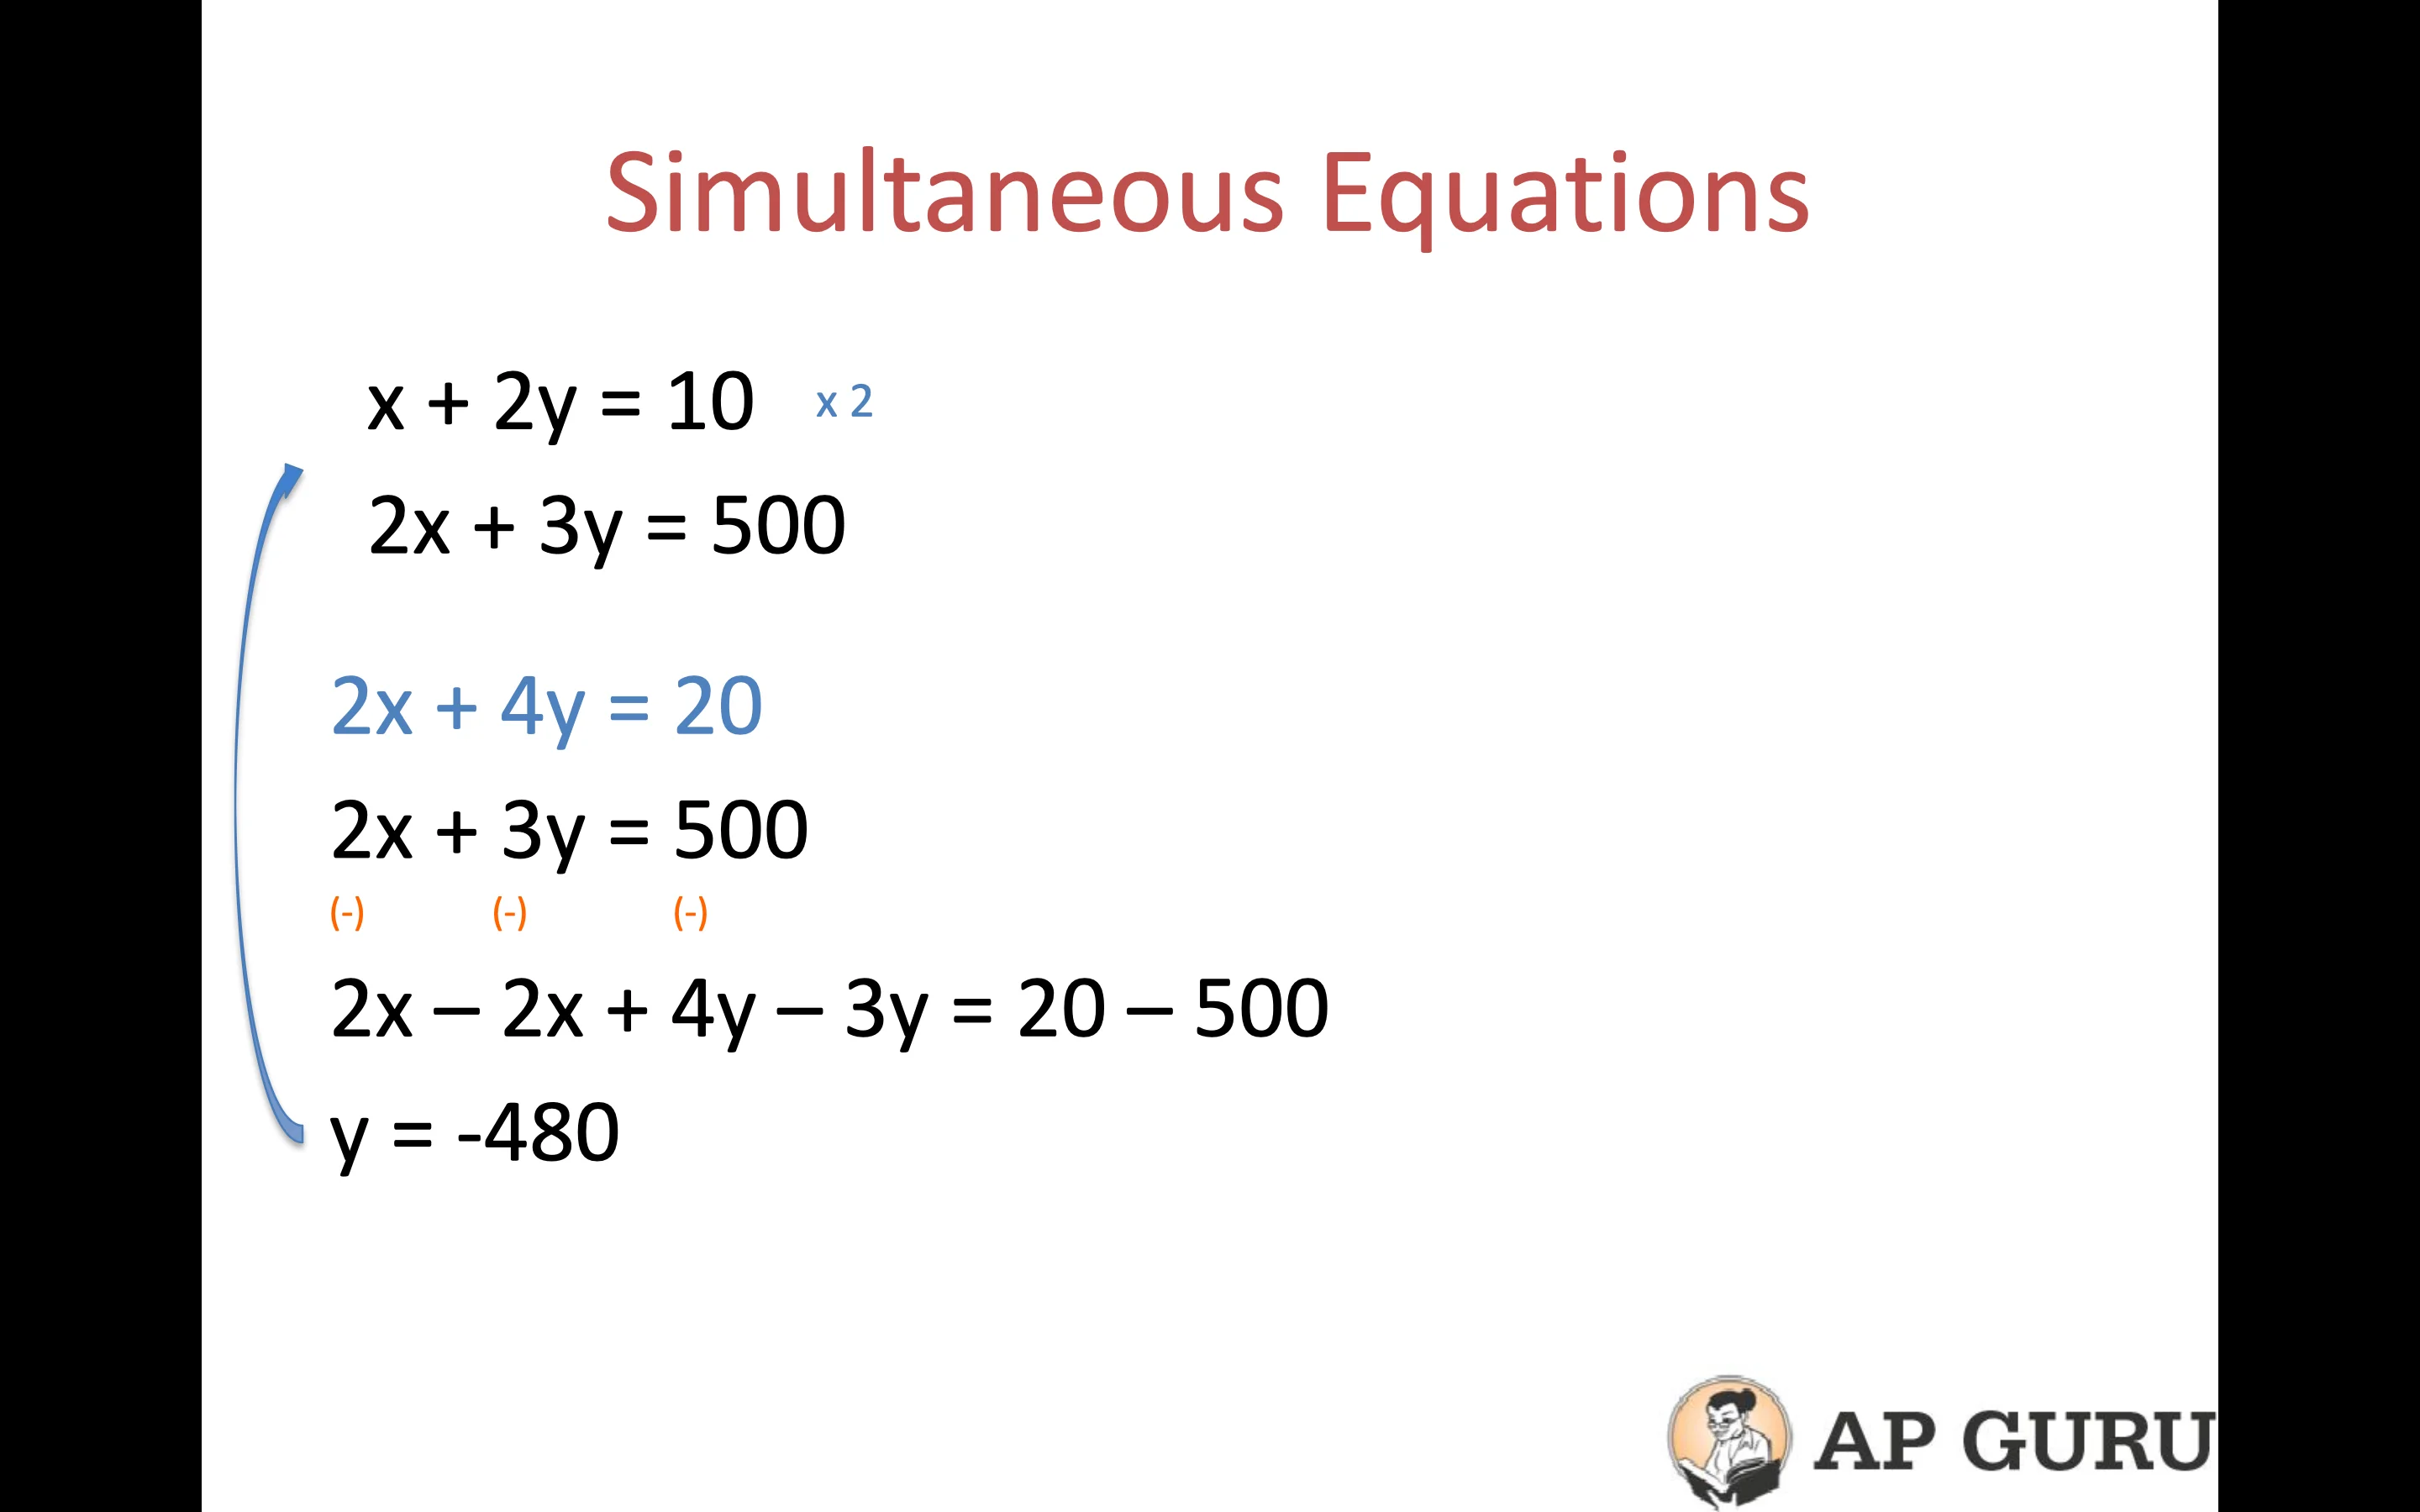 Simultaneous Equations
x + 2y = 10 x 2
2x + 3y = 500
2x + 4y = 20
2x + 3y = 500
(-) (-) (-)
2x – 2x + 4y – 3y = 20 – 500
y = -480
AP GURU